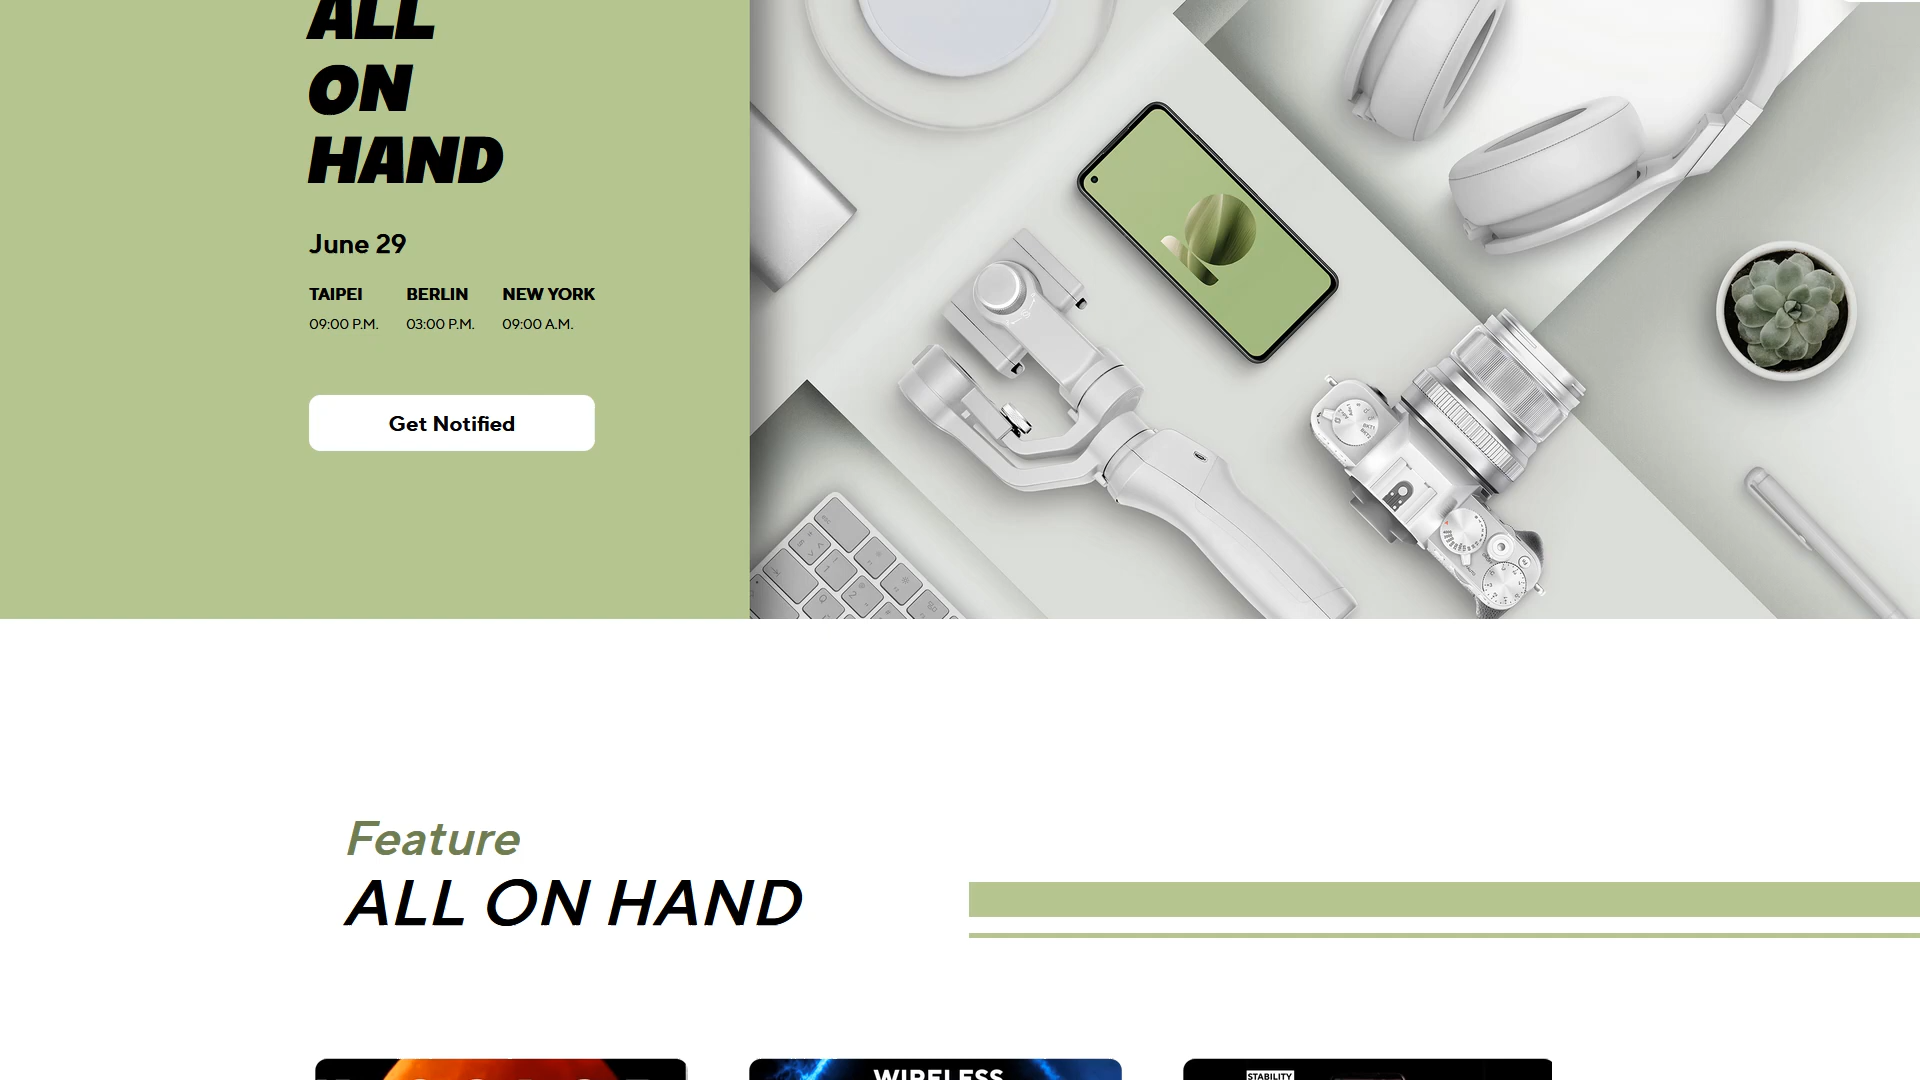 ALL
ON
HAND
June 29
TAIPEI BERLIN NEW YORK
09:00 P.M. 03:00 P.M. 09:00 A.M.
Get Notified
Feature
ALL ON HAND
WIRELESS
STABILITY